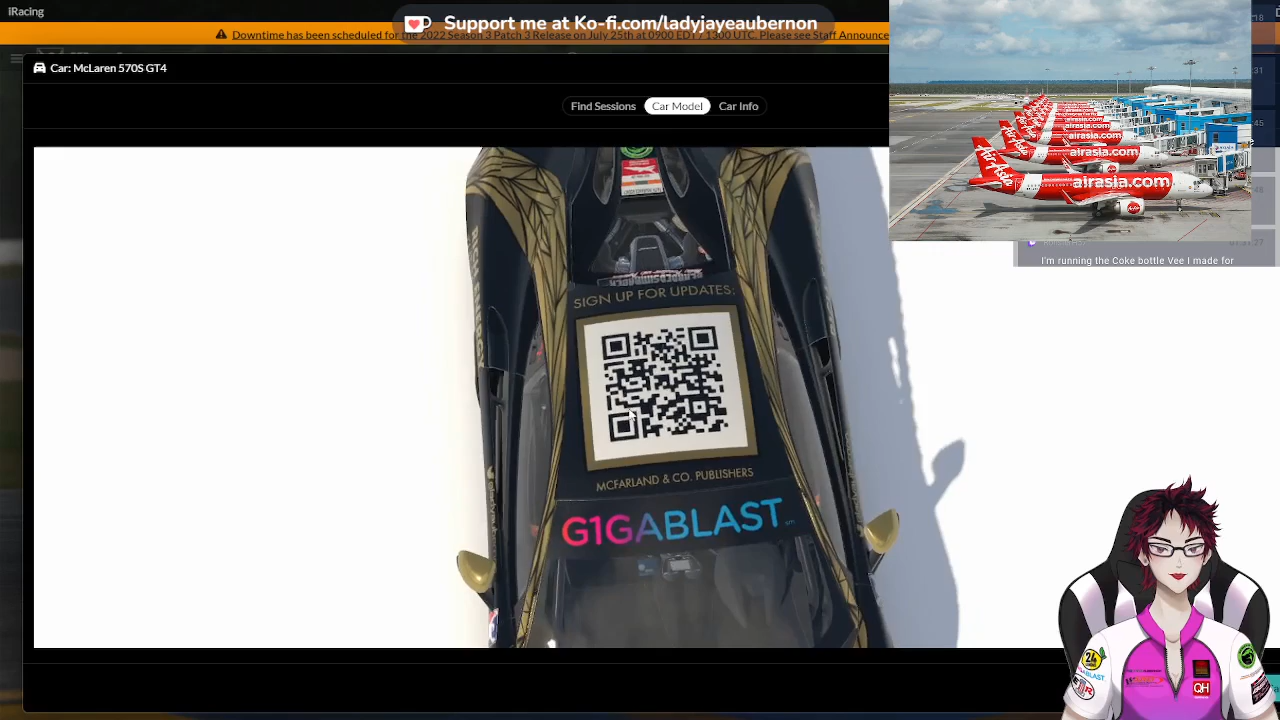 iRacing
Support me at Ko-fi.com/ladyjayeaubernon
Downtime has been scheduled for the 2022 Season 3 Patch 3 Release on July 25th at 0900 EDT / 1300 UTC. Please see Staff Announce
Car: McLaren 570S GT4
Find Sessions
Car Model
Car Info
airasia.com
airasia.com
airasia.com
AirAsia
I'm running the Coke bottle Vee I made for
SIGN UP FOR UPDATES:
MCFARLAND & CO. PUBLISHERS
G1GABLAST
24
GIGABLAST
QH